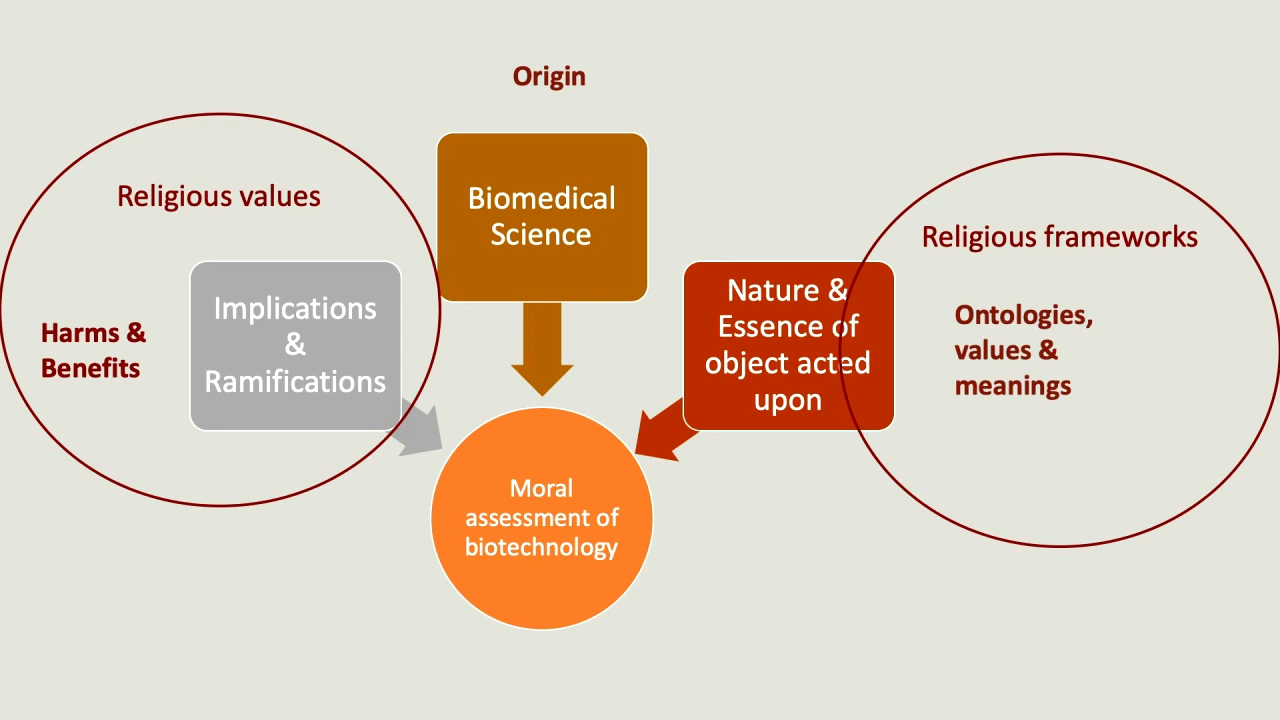 Origin
Religious values
Harms &
Benefits
Implications
&
Ramifications
Biomedical
Science
Nature &
Essence of
object acted
upon
Religious frameworks
Ontologies,
values &
meanings
Moral
assessment of
biotechnology